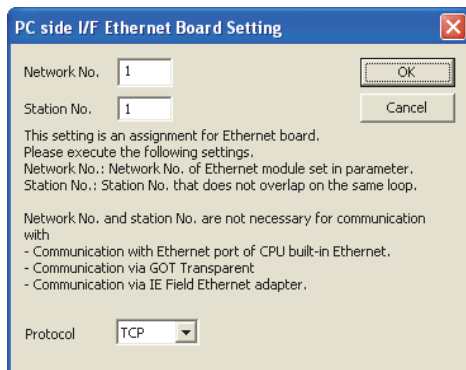 PC side I/F Ethernet Board Setting
Network No. 1
OK
Station No. 1
Cancel
This setting is an assignment for Ethernet board.
Please execute the following settings.
Network No.: Network No. of Ethernet module set in parameter.
Station No.: Station No. that does not overlap on the same loop.
Network No. and station No. are not necessary for communication
with
- Communication with Ethernet port of CPU built-in Ethernet.
- Communication via GOT Transparent
- Communication via IE Field Ethernet adapter.
Protocol TCP